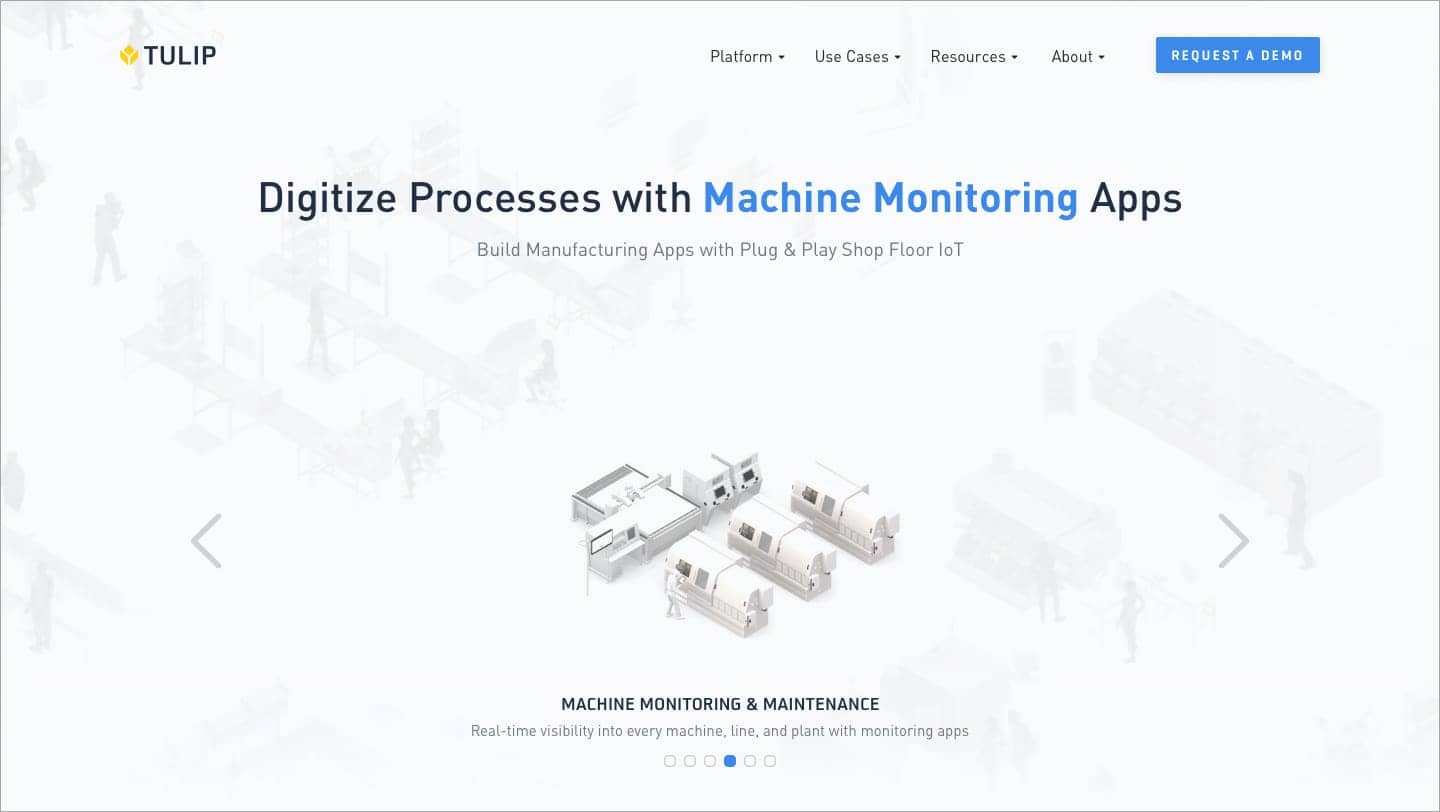 TULIP
Platform
Use Cases
Resources
About
REQUEST A DEMO
Digitize Processes with Machine Monitoring Apps
Build Manufacturing Apps with Plug & Play Shop Floor IoT
MACHINE MONITORING & MAINTENANCE
Real-time visibility into every machine, line, and plant with monitoring apps